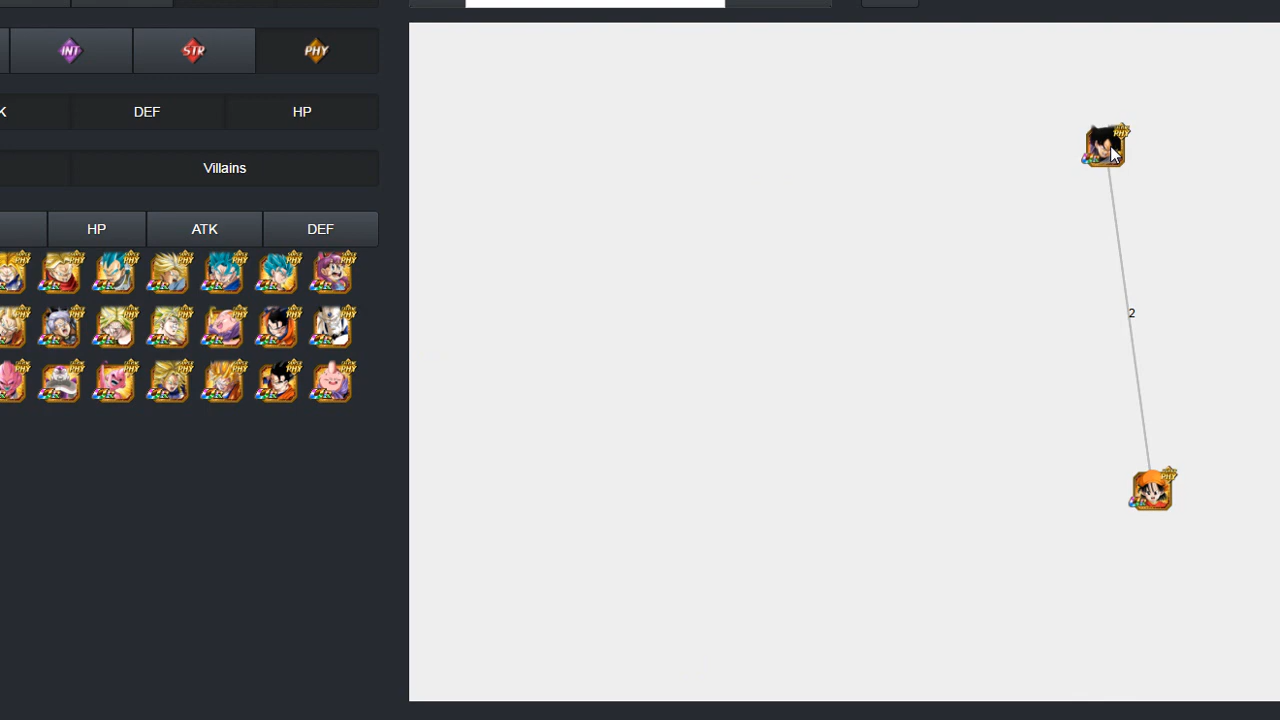 INT STR PHY
K DEF HP
Villains
HP ATK DEF
2